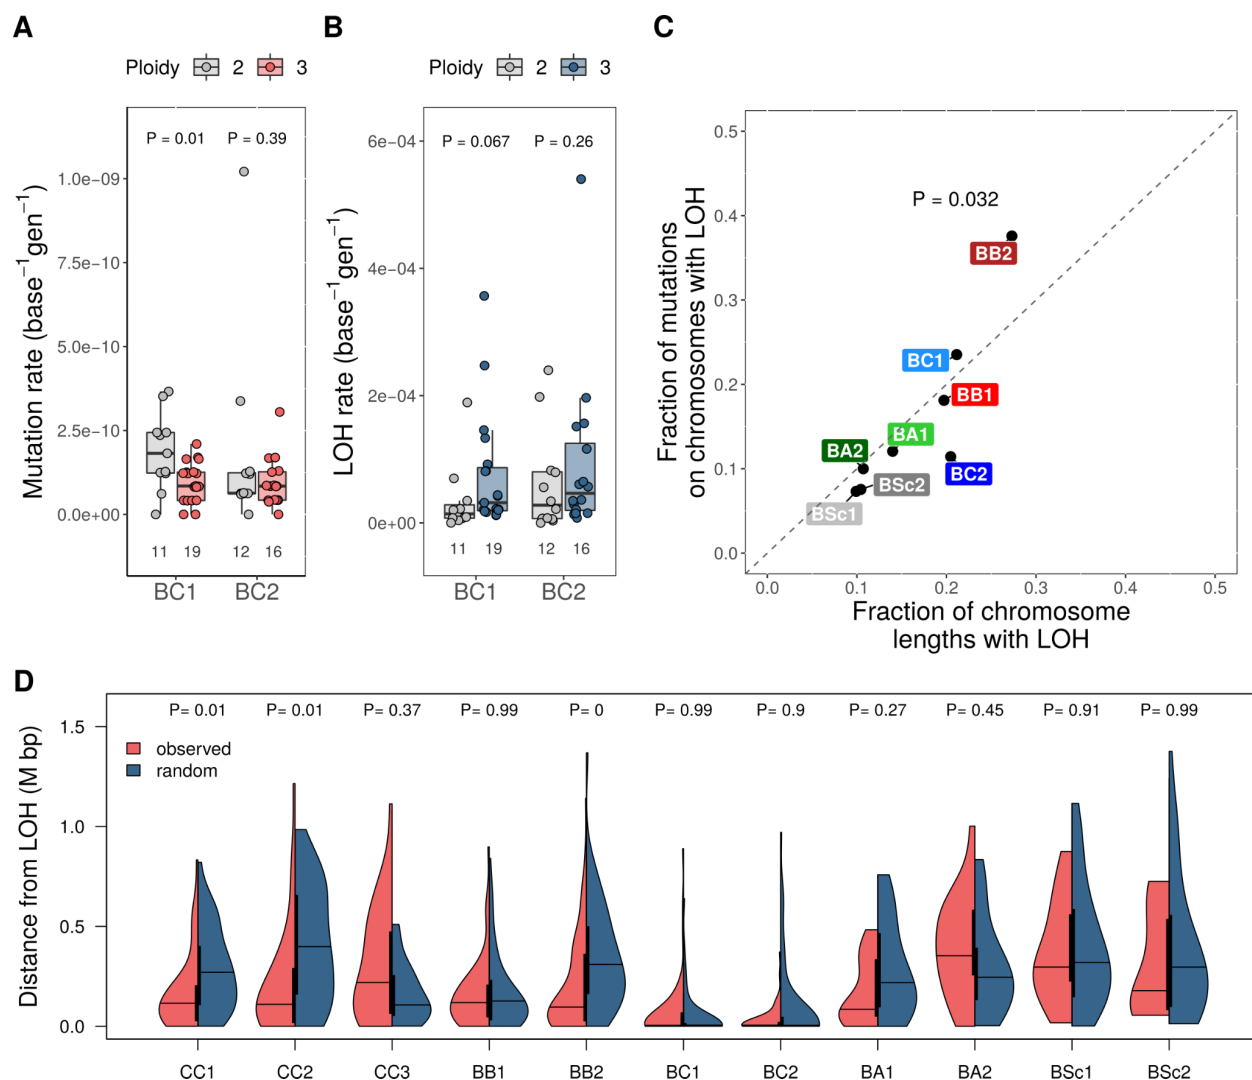 A
Ploidy 2 3
Mutation rate (base⁻¹gen⁻¹)
1.0e−09
7.5e−10
5.0e−10
2.5e−10
0.0e+00
P = 0.01 P = 0.39
11 19 12 16
BC1 BC2
B
Ploidy 2 3
LOH rate (base⁻¹gen⁻¹)
6e−04
4e−04
2e−04
0e+00
P = 0.067 P = 0.26
11 19 12 16
BC1 BC2
C
Fraction of mutations
on chromosomes with LOH
0.5
0.4
0.3
0.2
0.1
0.0
P = 0.032
BB2
BC1
BB1
BA1
BA2
BC2
BSc2
BSc1
0.0 0.1 0.2 0.3 0.4 0.5
Fraction of chromosome
lengths with LOH
D
Distance from LOH (M bp)
1.5
1.0
0.5
0.0
P= 0.01 P= 0.01 P= 0.37 P= 0.99 P= 0 P= 0.99 P= 0.9 P= 0.27 P= 0.45 P= 0.91 P= 0.99
observed
random
CC1 CC2 CC3 BB1 BB2 BC1 BC2 BA1 BA2 BSc1 BSc2